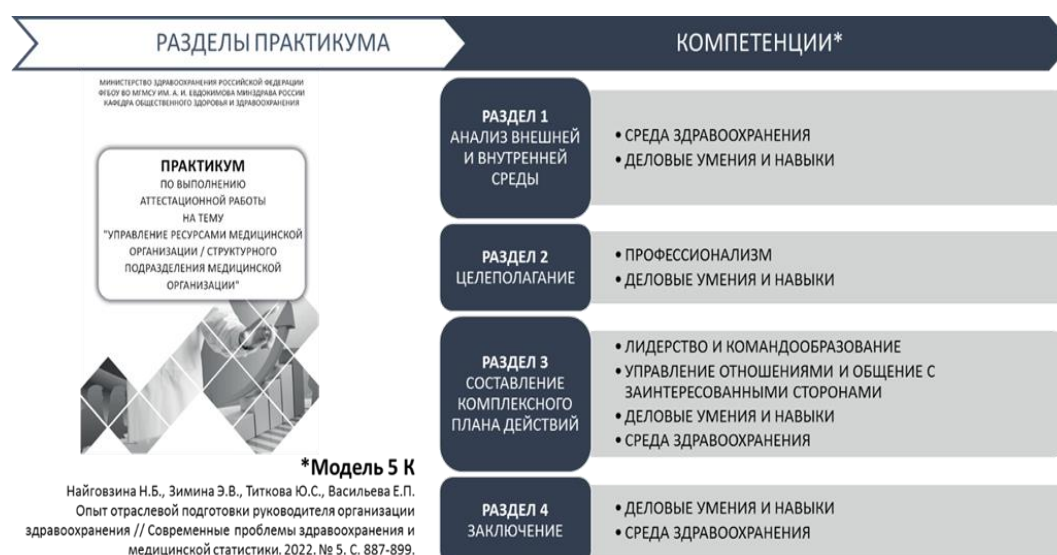 РАЗДЕЛЫ ПРАКТИКУМА
КОМПЕТЕНЦИИ*
МИНИСТЕРСТВО ЗДРАВООХРАНЕНИЯ РОССИЙСКОЙ ФЕДЕРАЦИИ
ФГБОУ ВО МГМСУ ИМ. А. И. ЕВДОКИМОВА МИНЗДРАВА РОССИИ
КАФЕДРА ОБЩЕСТВЕННОГО ЗДОРОВЬЯ И ЗДРАВООХРАНЕНИЯ
ПРАКТИКУМ
ПО ВЫПОЛНЕНИЮ
АТТЕСТАЦИОННОЙ РАБОТЫ
НА ТЕМУ
"УПРАВЛЕНИЕ РЕСУРСАМИ МЕДИЦИНСКОЙ
ОРГАНИЗАЦИИ / СТРУКТУРНОГО
ПОДРАЗДЕЛЕНИЯ МЕДИЦИНСКОЙ
ОРГАНИЗАЦИИ"
*Модель 5 К
Найговзина Н.Б., Зимина Э.В., Титкова Ю.С., Васильева Е.П.
Опыт отраслевой подготовки руководителя организации
здравоохранения // Современные проблемы здравоохранения и
медицинской статистики. 2022. № 5. С. 887-899.
РАЗДЕЛ 1
АНАЛИЗ ВНЕШНЕЙ
И ВНУТРЕННЕЙ
СРЕДЫ
• СРЕДА ЗДРАВООХРАНЕНИЯ
• ДЕЛОВЫЕ УМЕНИЯ И НАВЫКИ
РАЗДЕЛ 2
ЦЕЛЕПОЛАГАНИЕ
• ПРОФЕССИОНАЛИЗМ
• ДЕЛОВЫЕ УМЕНИЯ И НАВЫКИ
РАЗДЕЛ 3
СОСТАВЛЕНИЕ
КОМПЛЕКСНОГО
ПЛАНА ДЕЙСТВИЙ
• ЛИДЕРСТВО И КОМАНДООБРАЗОВАНИЕ
• УПРАВЛЕНИЕ ОТНОШЕНИЯМИ И ОБЩЕНИЕ С
ЗАИНТЕРЕСОВАННЫМИ СТОРОНАМИ
• ДЕЛОВЫЕ УМЕНИЯ И НАВЫКИ
• СРЕДА ЗДРАВООХРАНЕНИЯ
РАЗДЕЛ 4
ЗАКЛЮЧЕНИЕ
• ДЕЛОВЫЕ УМЕНИЯ И НАВЫКИ
• СРЕДА ЗДРАВООХРАНЕНИЯ